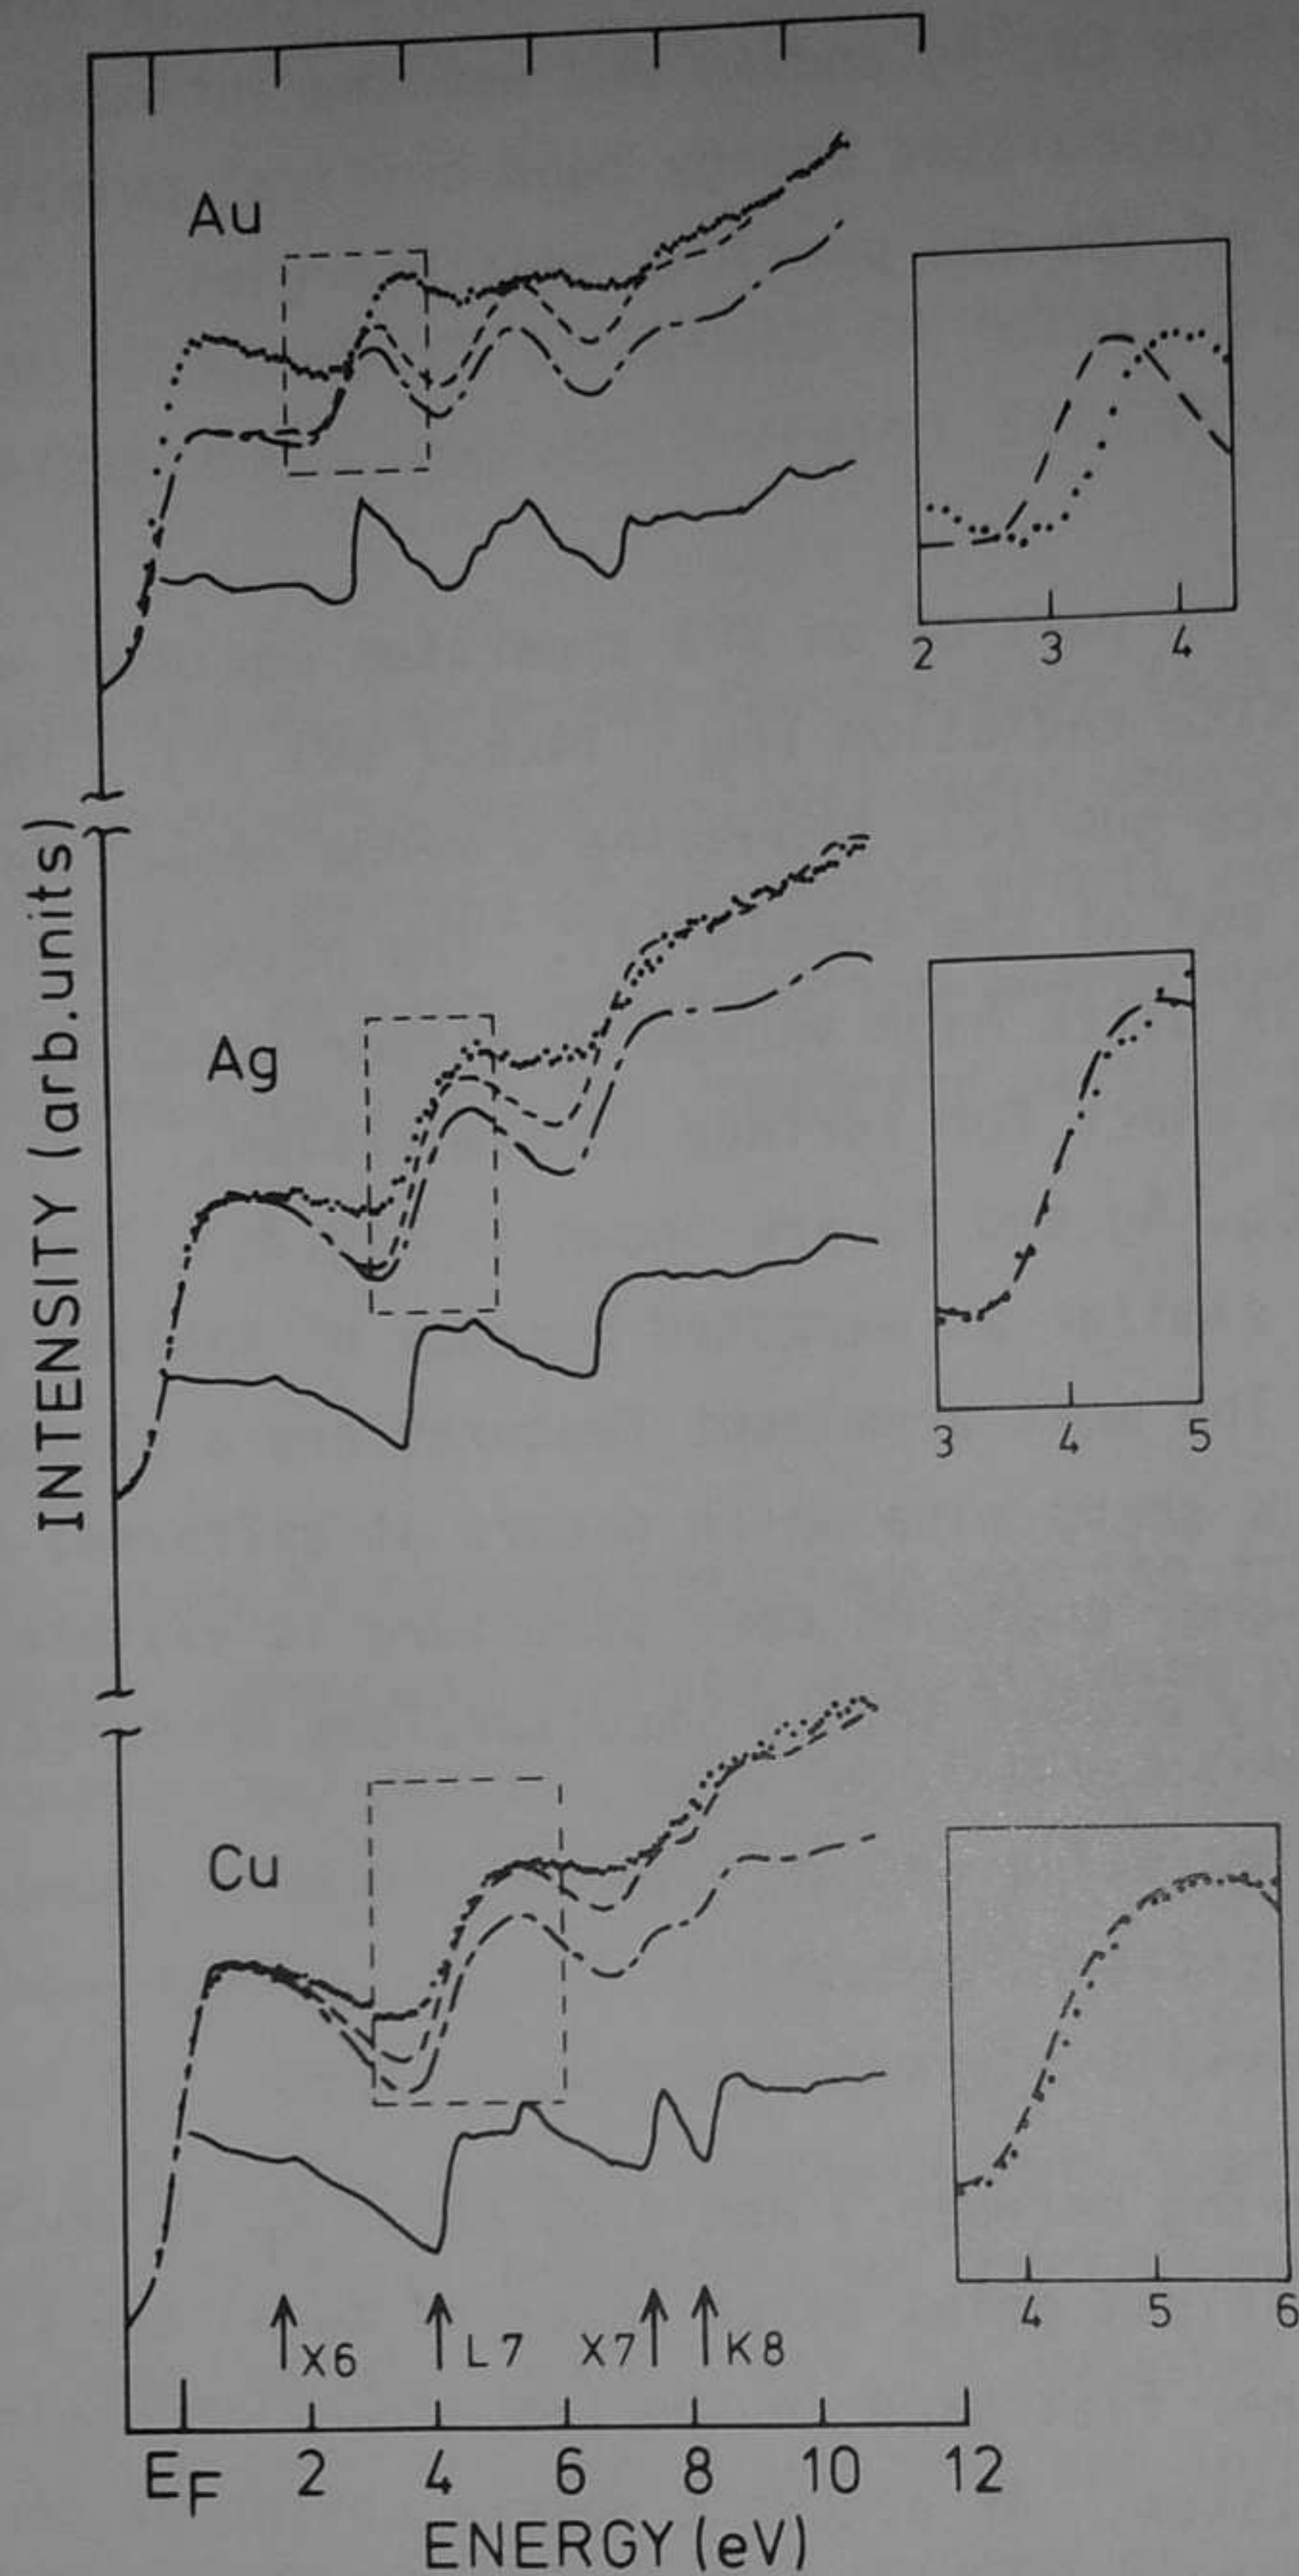 Au
2 3 4
INTENSITY (arb.units)
Ag
3 4 5
Cu
4 5 6
X6 L7 X7 K8
EF 2 4 6 8 10 12
ENERGY (eV)